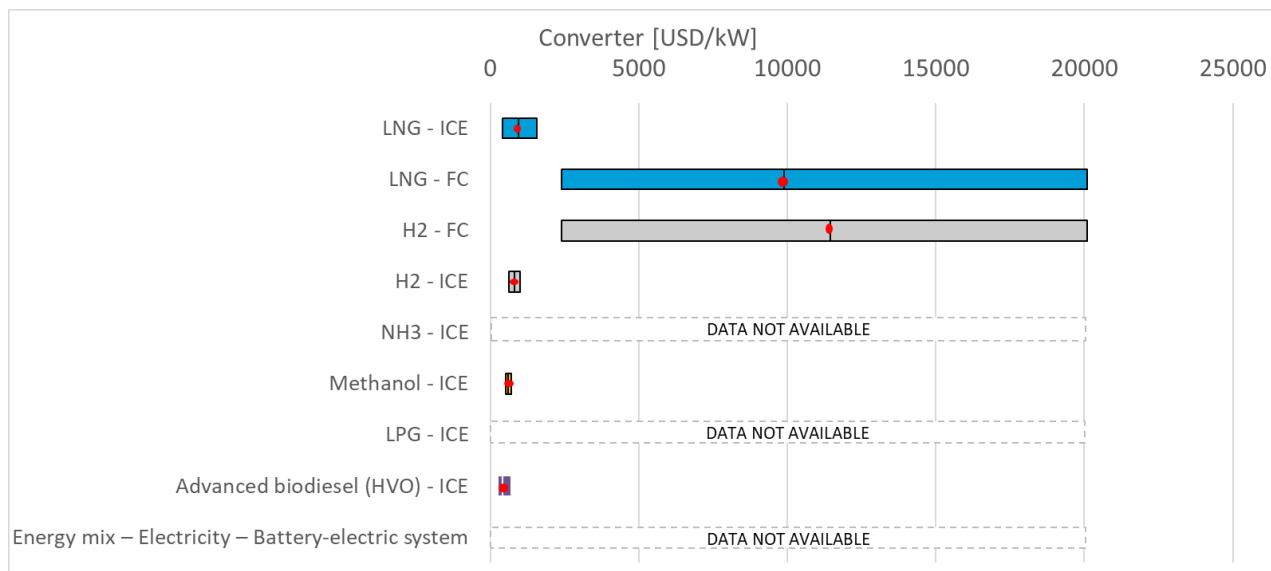 Converter [USD/kW]
0 5000 10000 15000 20000 25000
LNG - ICE
LNG - FC
H2 - FC
H2 - ICE
NH3 - ICE DATA NOT AVAILABLE
Methanol - ICE
LPG - ICE DATA NOT AVAILABLE
Advanced biodiesel (HVO) - ICE
Energy mix – Electricity – Battery-electric system DATA NOT AVAILABLE